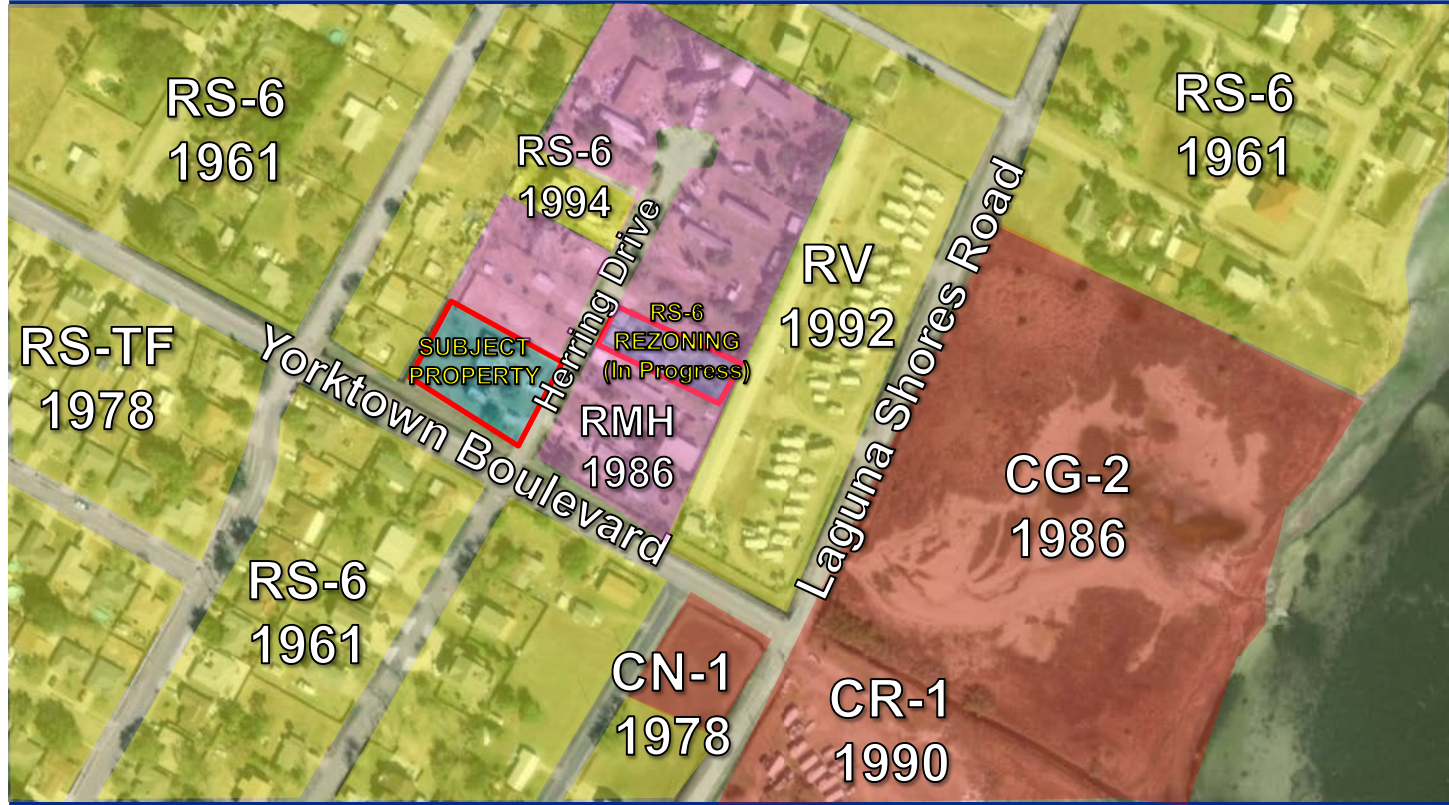 RS-6
1961
RS-6
1994
RS-6
1961
RV
1992
Herring Drive
Laguna Shores Road
RS-6
REZONING
(In Progress)
SUBJECT
PROPERTY
RS-TF
1978
Yorktown Boulevard
RMH
1986
CG-2
1986
RS-6
1961
CN-1
1978
CR-1
1990